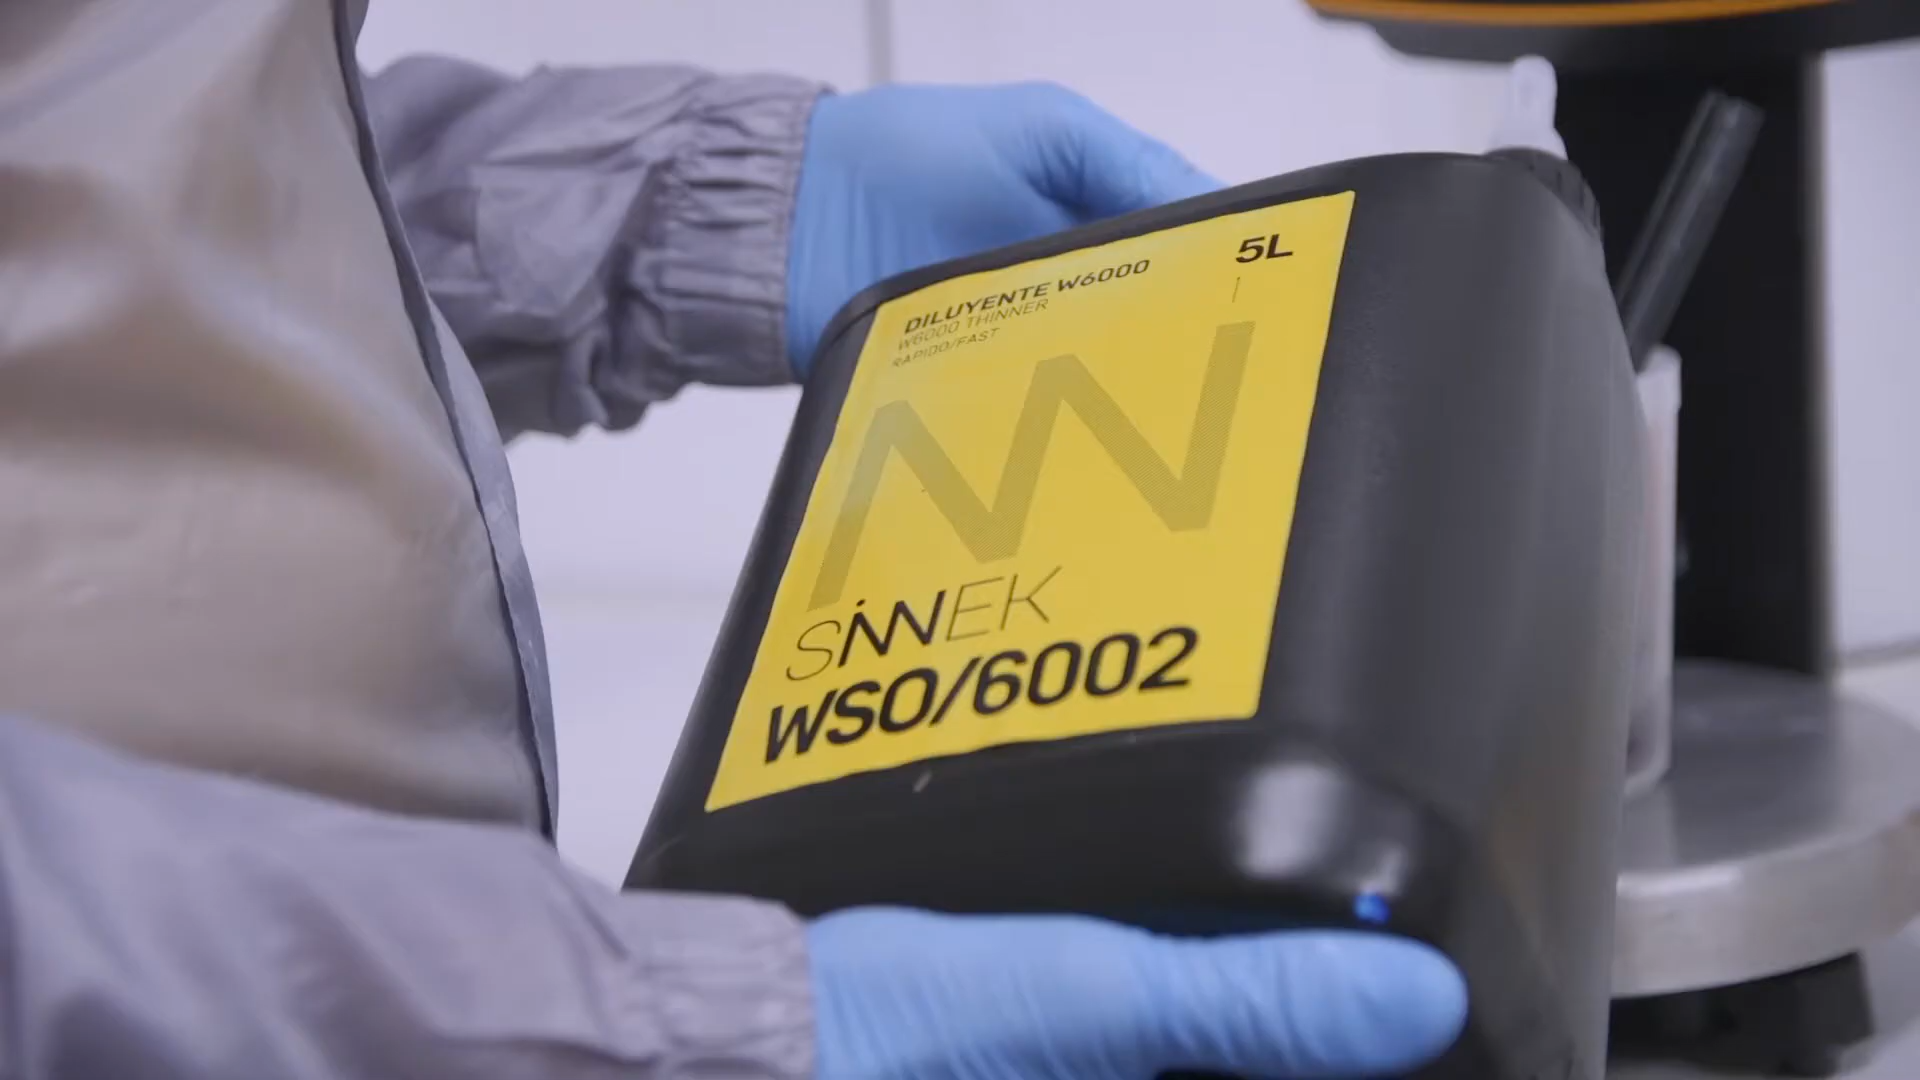 DILUYENTE W6000
5L
W6000 THINNER
RAPIDO/FAST
SINNEK
WSO/6002